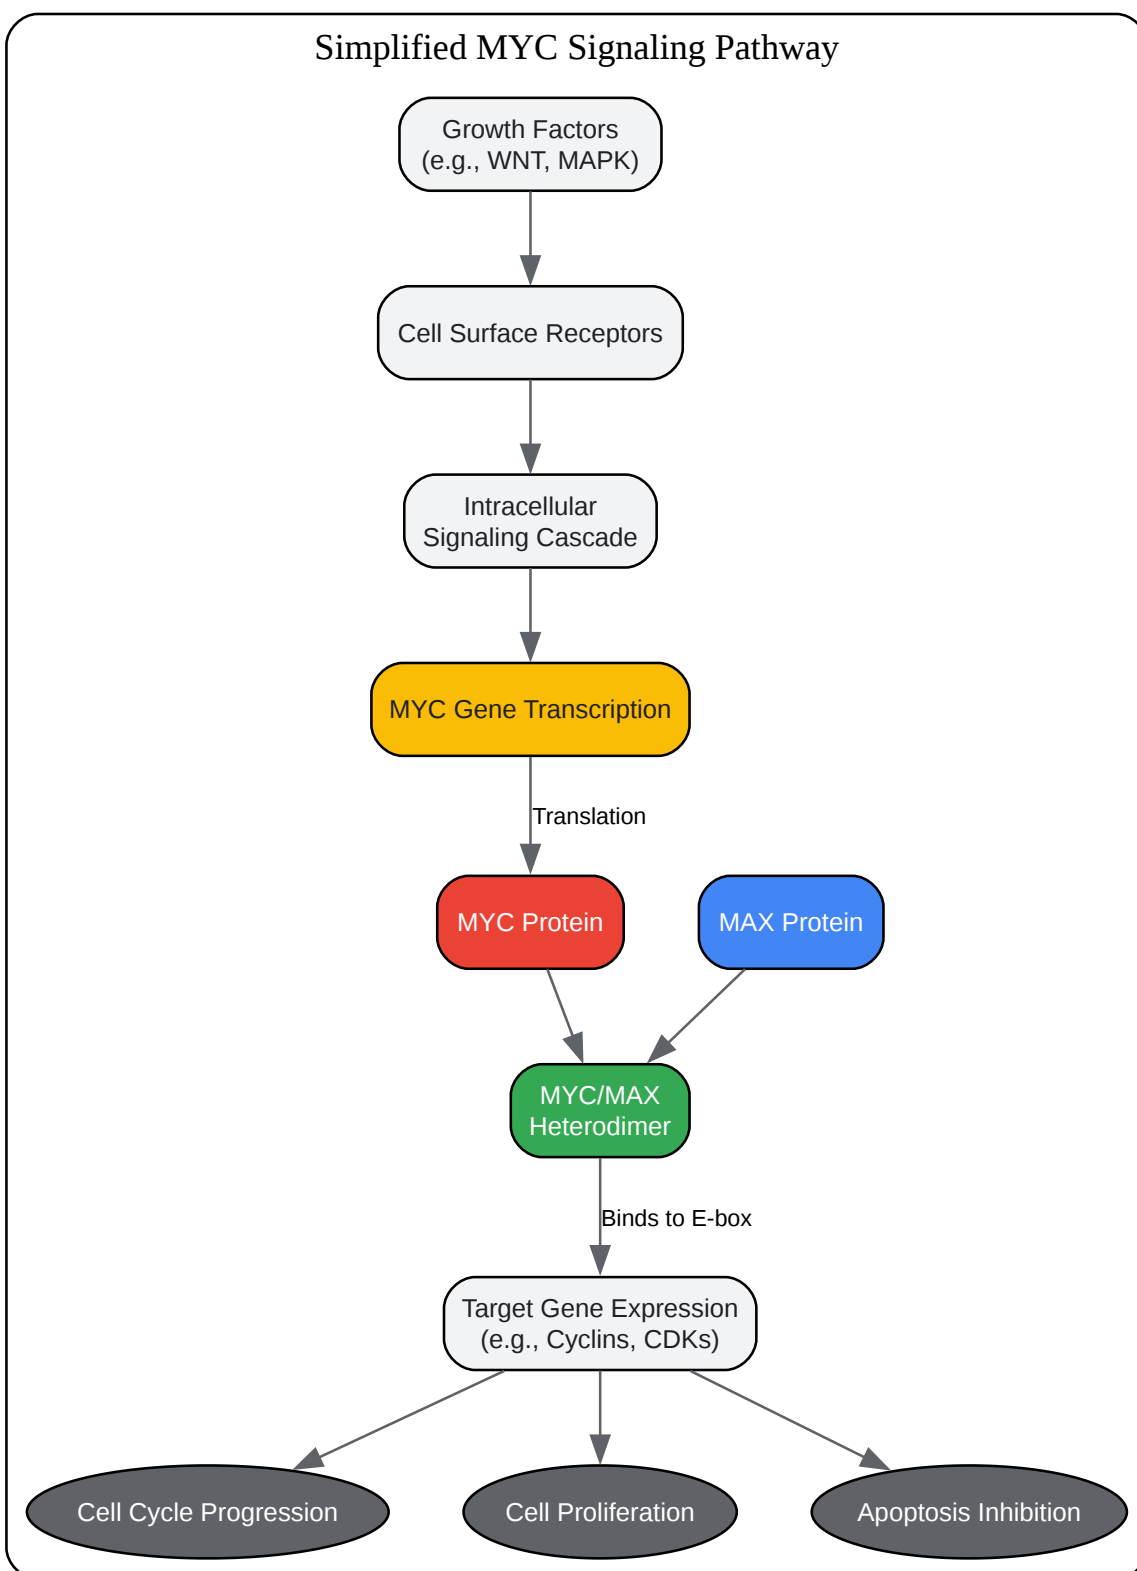 Simplified MYC Signaling Pathway
Growth Factors
(e.g., WNT, MAPK)
Cell Surface Receptors
Intracellular
Signaling Cascade
MYC Gene Transcription
Translation
MYC Protein
MAX Protein
MYC/MAX
Heterodimer
Binds to E-box
Target Gene Expression
(e.g., Cyclins, CDKs)
Cell Cycle Progression
Cell Proliferation
Apoptosis Inhibition